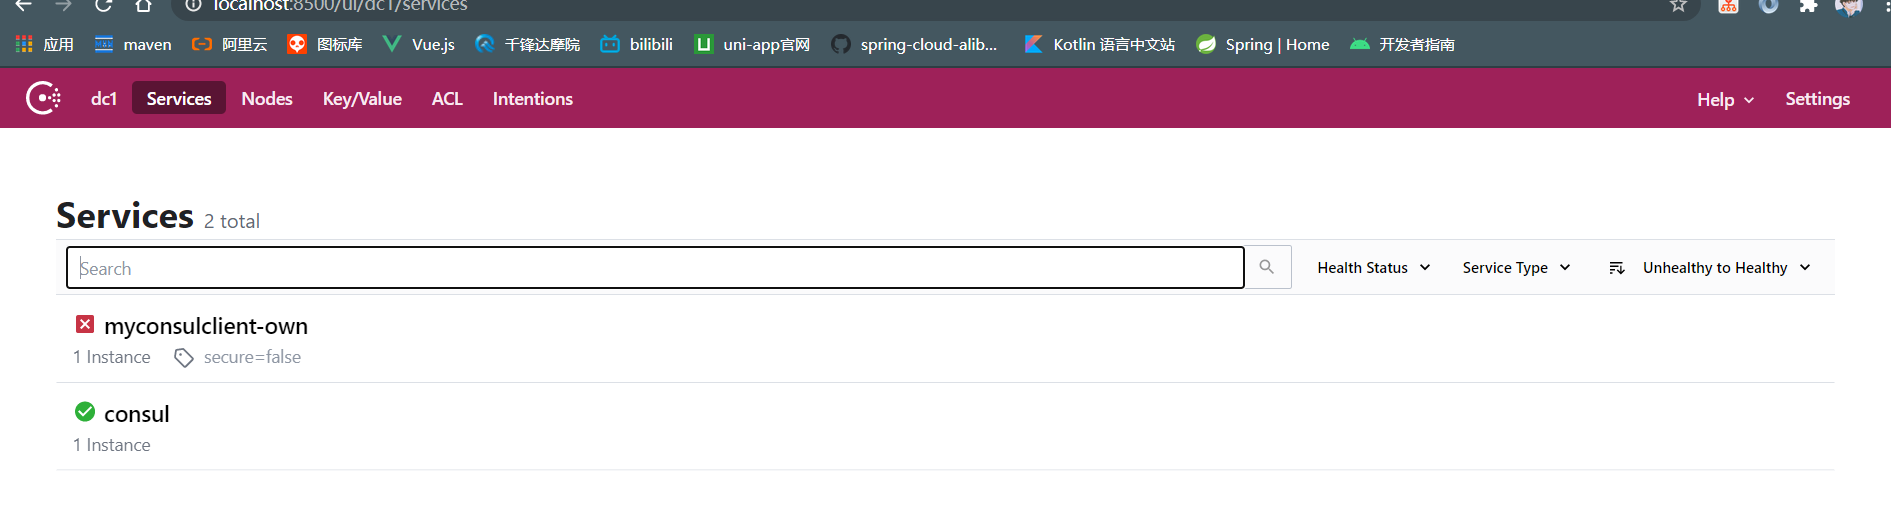 localhost:8500/ui/dc1/services
应用 maven 阿里云 图标库 Vue.js 千锋达摩院 bilibili uni-app官网 spring-cloud-alib... Kotlin 语言中文站 Spring | Home 开发者指南
dc1 Services Nodes Key/Value ACL Intentions Help Settings
Services 2 total
Search Health Status Service Type Unhealthy to Healthy
myconsulclient-own
1 Instance secure=false
consul
1 Instance